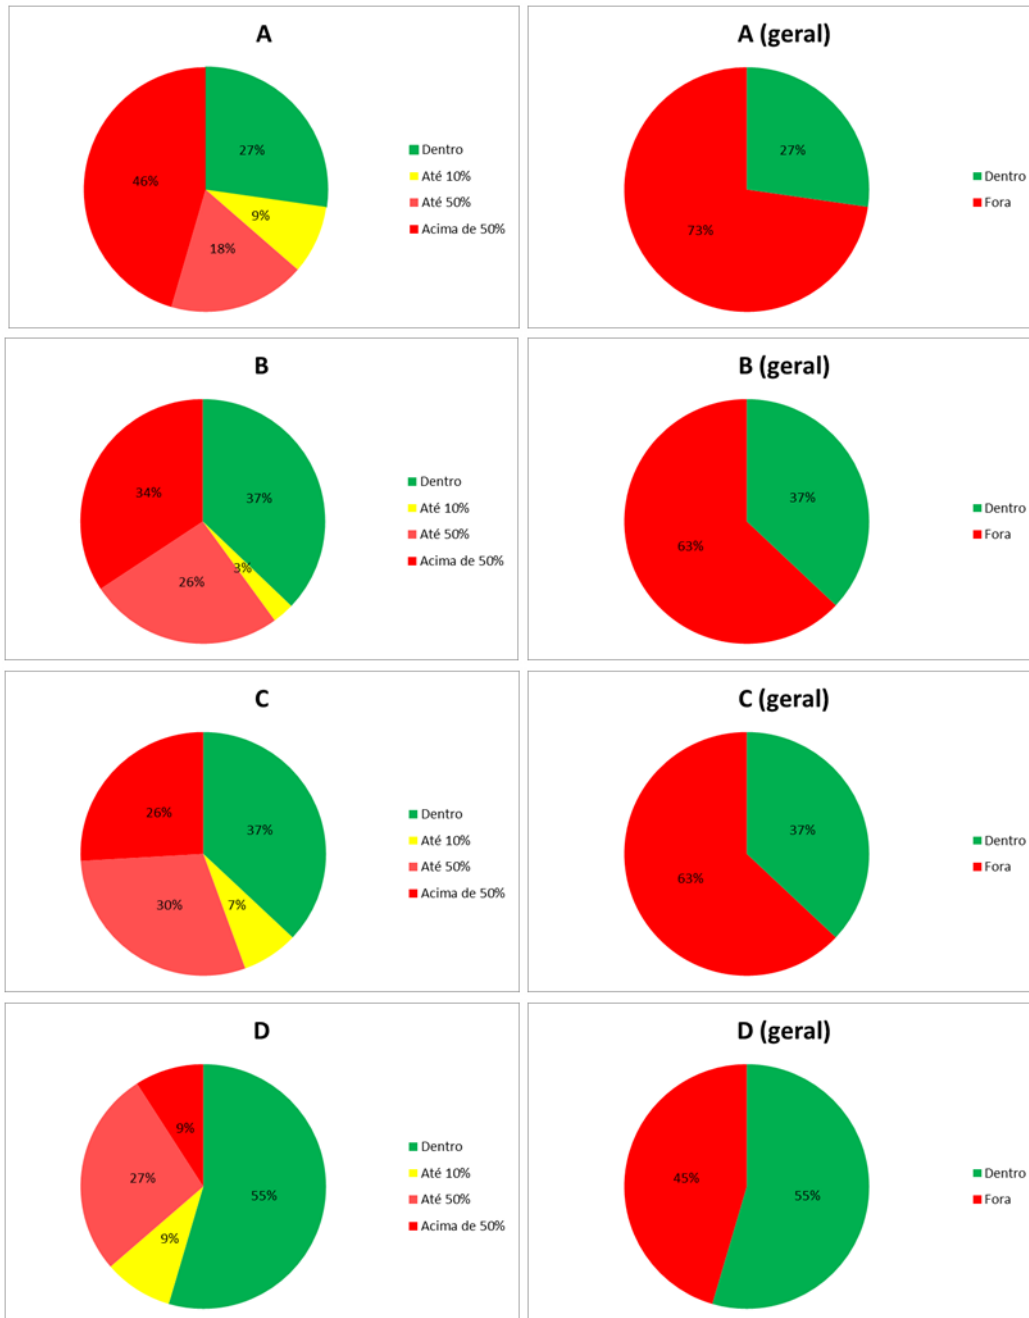 A
27%
46%
9%
18%
Dentro
Até 10%
Até 50%
Acima de 50%
A (geral)
27%
73%
Dentro
Fora
B
34%
37%
3%
26%
Dentro
Até 10%
Até 50%
Acima de 50%
B (geral)
37%
63%
Dentro
Fora
C
26%
37%
7%
30%
Dentro
Até 10%
Até 50%
Acima de 50%
C (geral)
37%
63%
Dentro
Fora
D
9%
27%
55%
9%
Dentro
Até 10%
Até 50%
Acima de 50%
D (geral)
45%
55%
Dentro
Fora